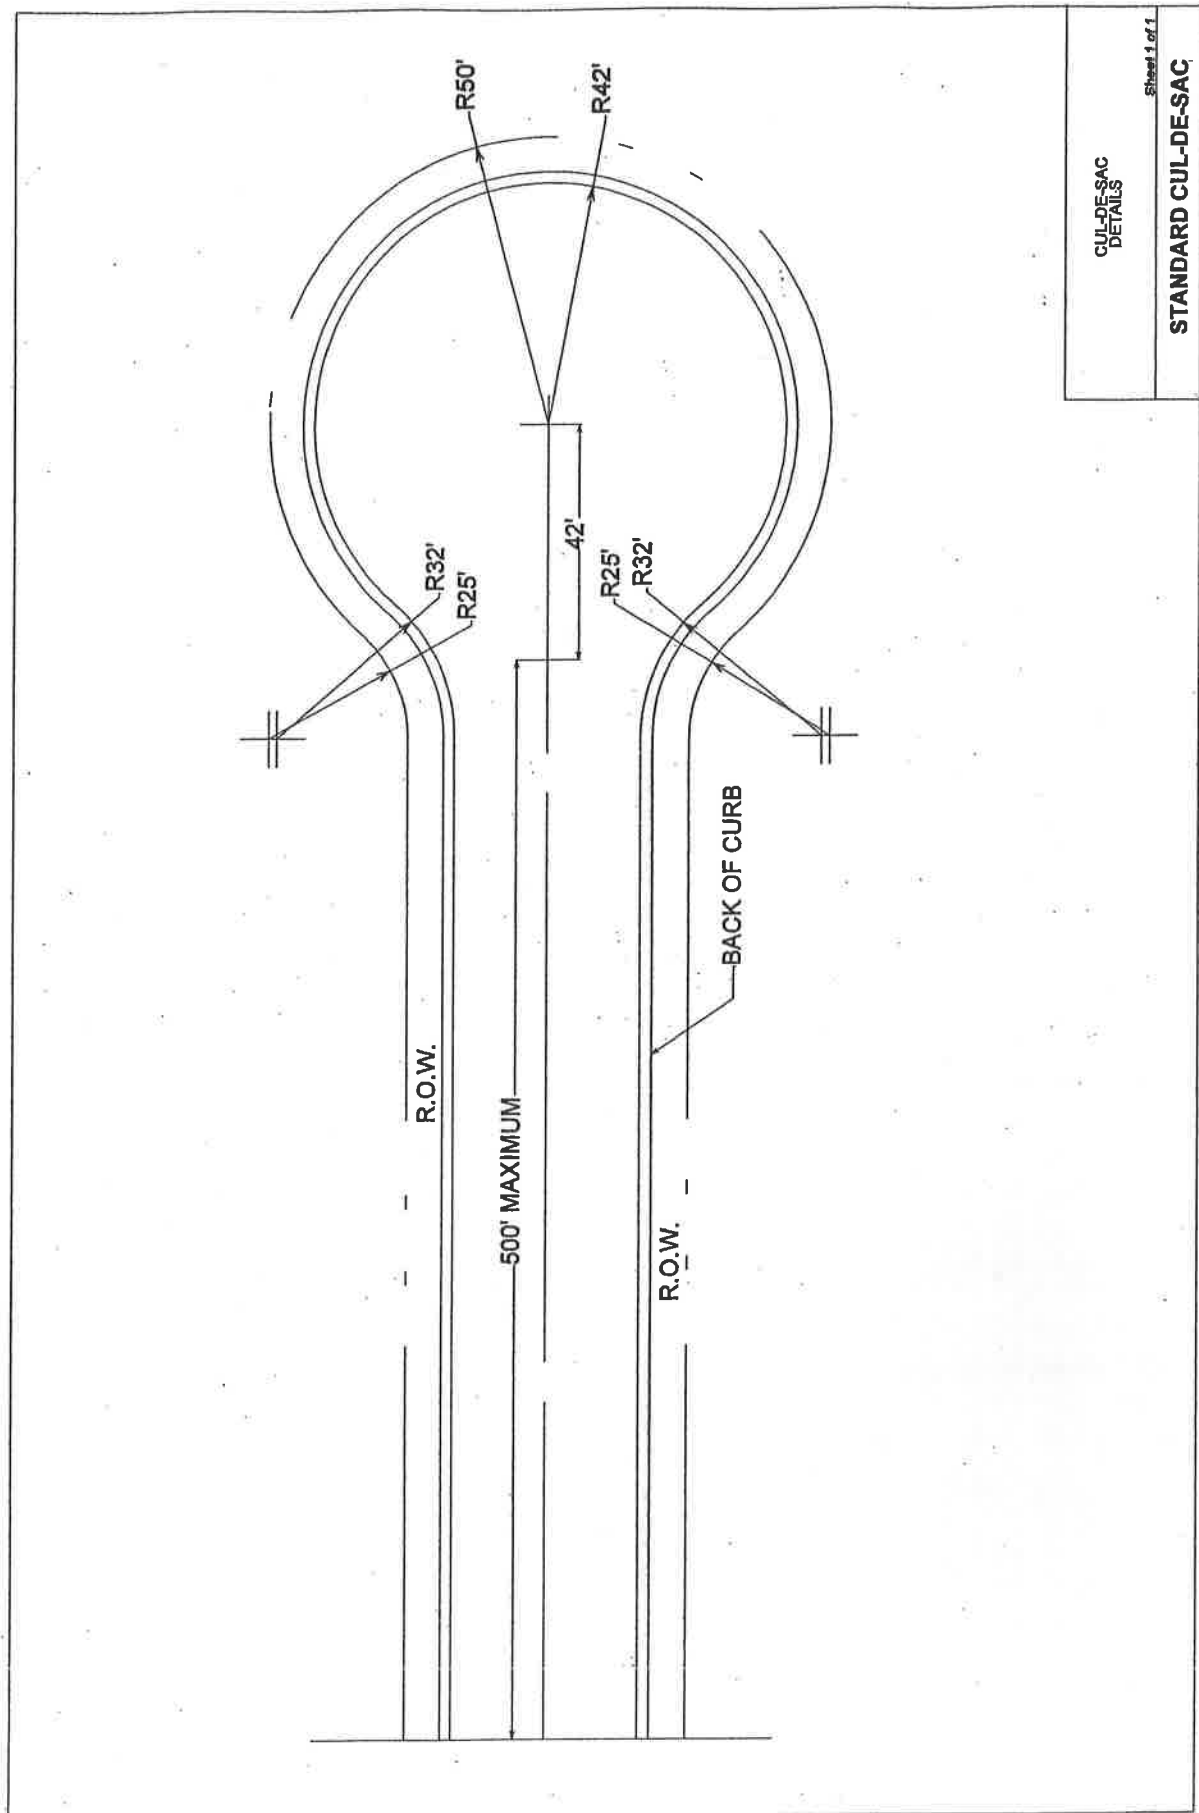 R50'
R42'
R32'
R25'
42'
R25'
R32'
500' MAXIMUM
R.O.W.
R.O.W.
BACK OF CURB
CUL-DE-SAC
DETAILS
Sheet 1 of 1
STANDARD CUL-DE-SAC